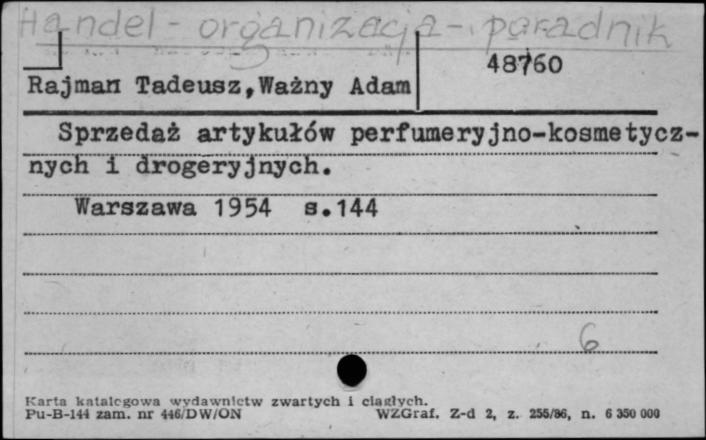 Handel - organizacja - poradnik
48760
Rajman Tadeusz,Ważny Adam
Sprzedaż artykułów perfumeryjno-kosmetycz-
nych i drogeryjnych.
Warszawa 1954 s.144
6
Karta katalogowa wydawnictw zwartych i ciągłych.
Pu-B-144 zam. nr 446/DW/ON WZGraf. Z-d 2, z. 255/86, n. 6 350 000